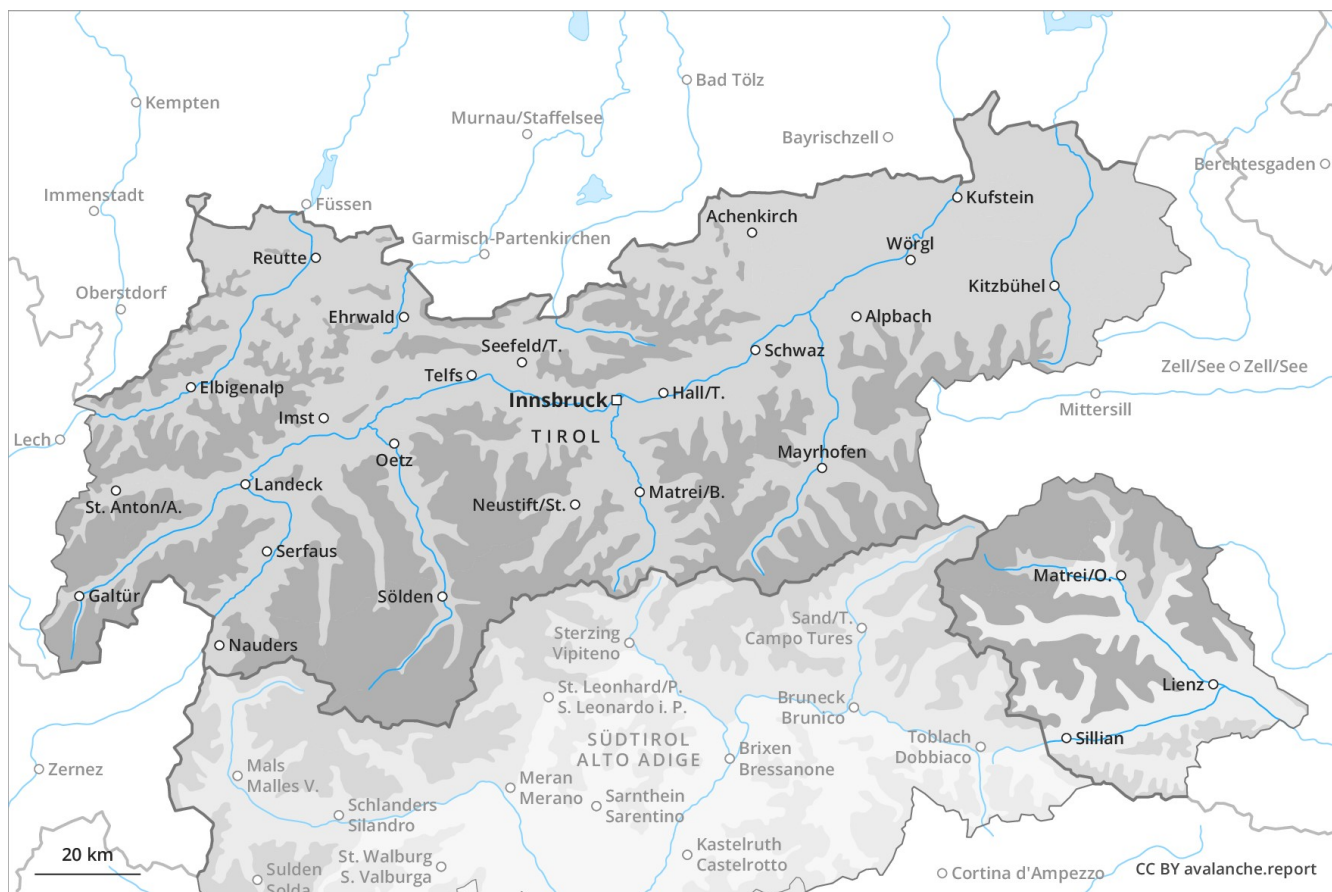 Bad Tölz
Kempten
Murnau/Staffelsee
Bayrischzell
Berchtesgaden
Immenstadt
Füssen
Kufstein
Achenkirch
Garmisch-Partenkirchen
Wörgl
Reutte
Oberstdorf
Kitzbühel
Ehrwald
Alpbach
Seefeld/T.
Schwaz
Telfs
Zell/See
Zell/See
Elbigenalp
Innsbruck
Hall/T.
Mittersill
Imst
TIROL
Lech
Oetz
Mayrhofen
Landeck
St. Anton/A.
Neustift/St.
Matrei/B.
Serfaus
Matrei/O.
Galtür
Sölden
Sand/T.
Campo Tures
Sterzing
Vipiteno
Nauders
Lienz
St. Leonhard/P.
S. Leonardo i. P.
Bruneck
Brunico
SÜDTIROL
ALTO ADIGE
Toblach
Dobbiaco
Sillian
Brixen
Bressanone
Zernez
Mals
Malles V.
Meran
Merano
Sarnthein
Sarentino
Schlanders
Silandro
Kastelruth
Castelrotto
20 km
St. Walburg
S. Valburga
Sulden
Solda
Cortina d'Ampezzo
CC BY avalanche.report